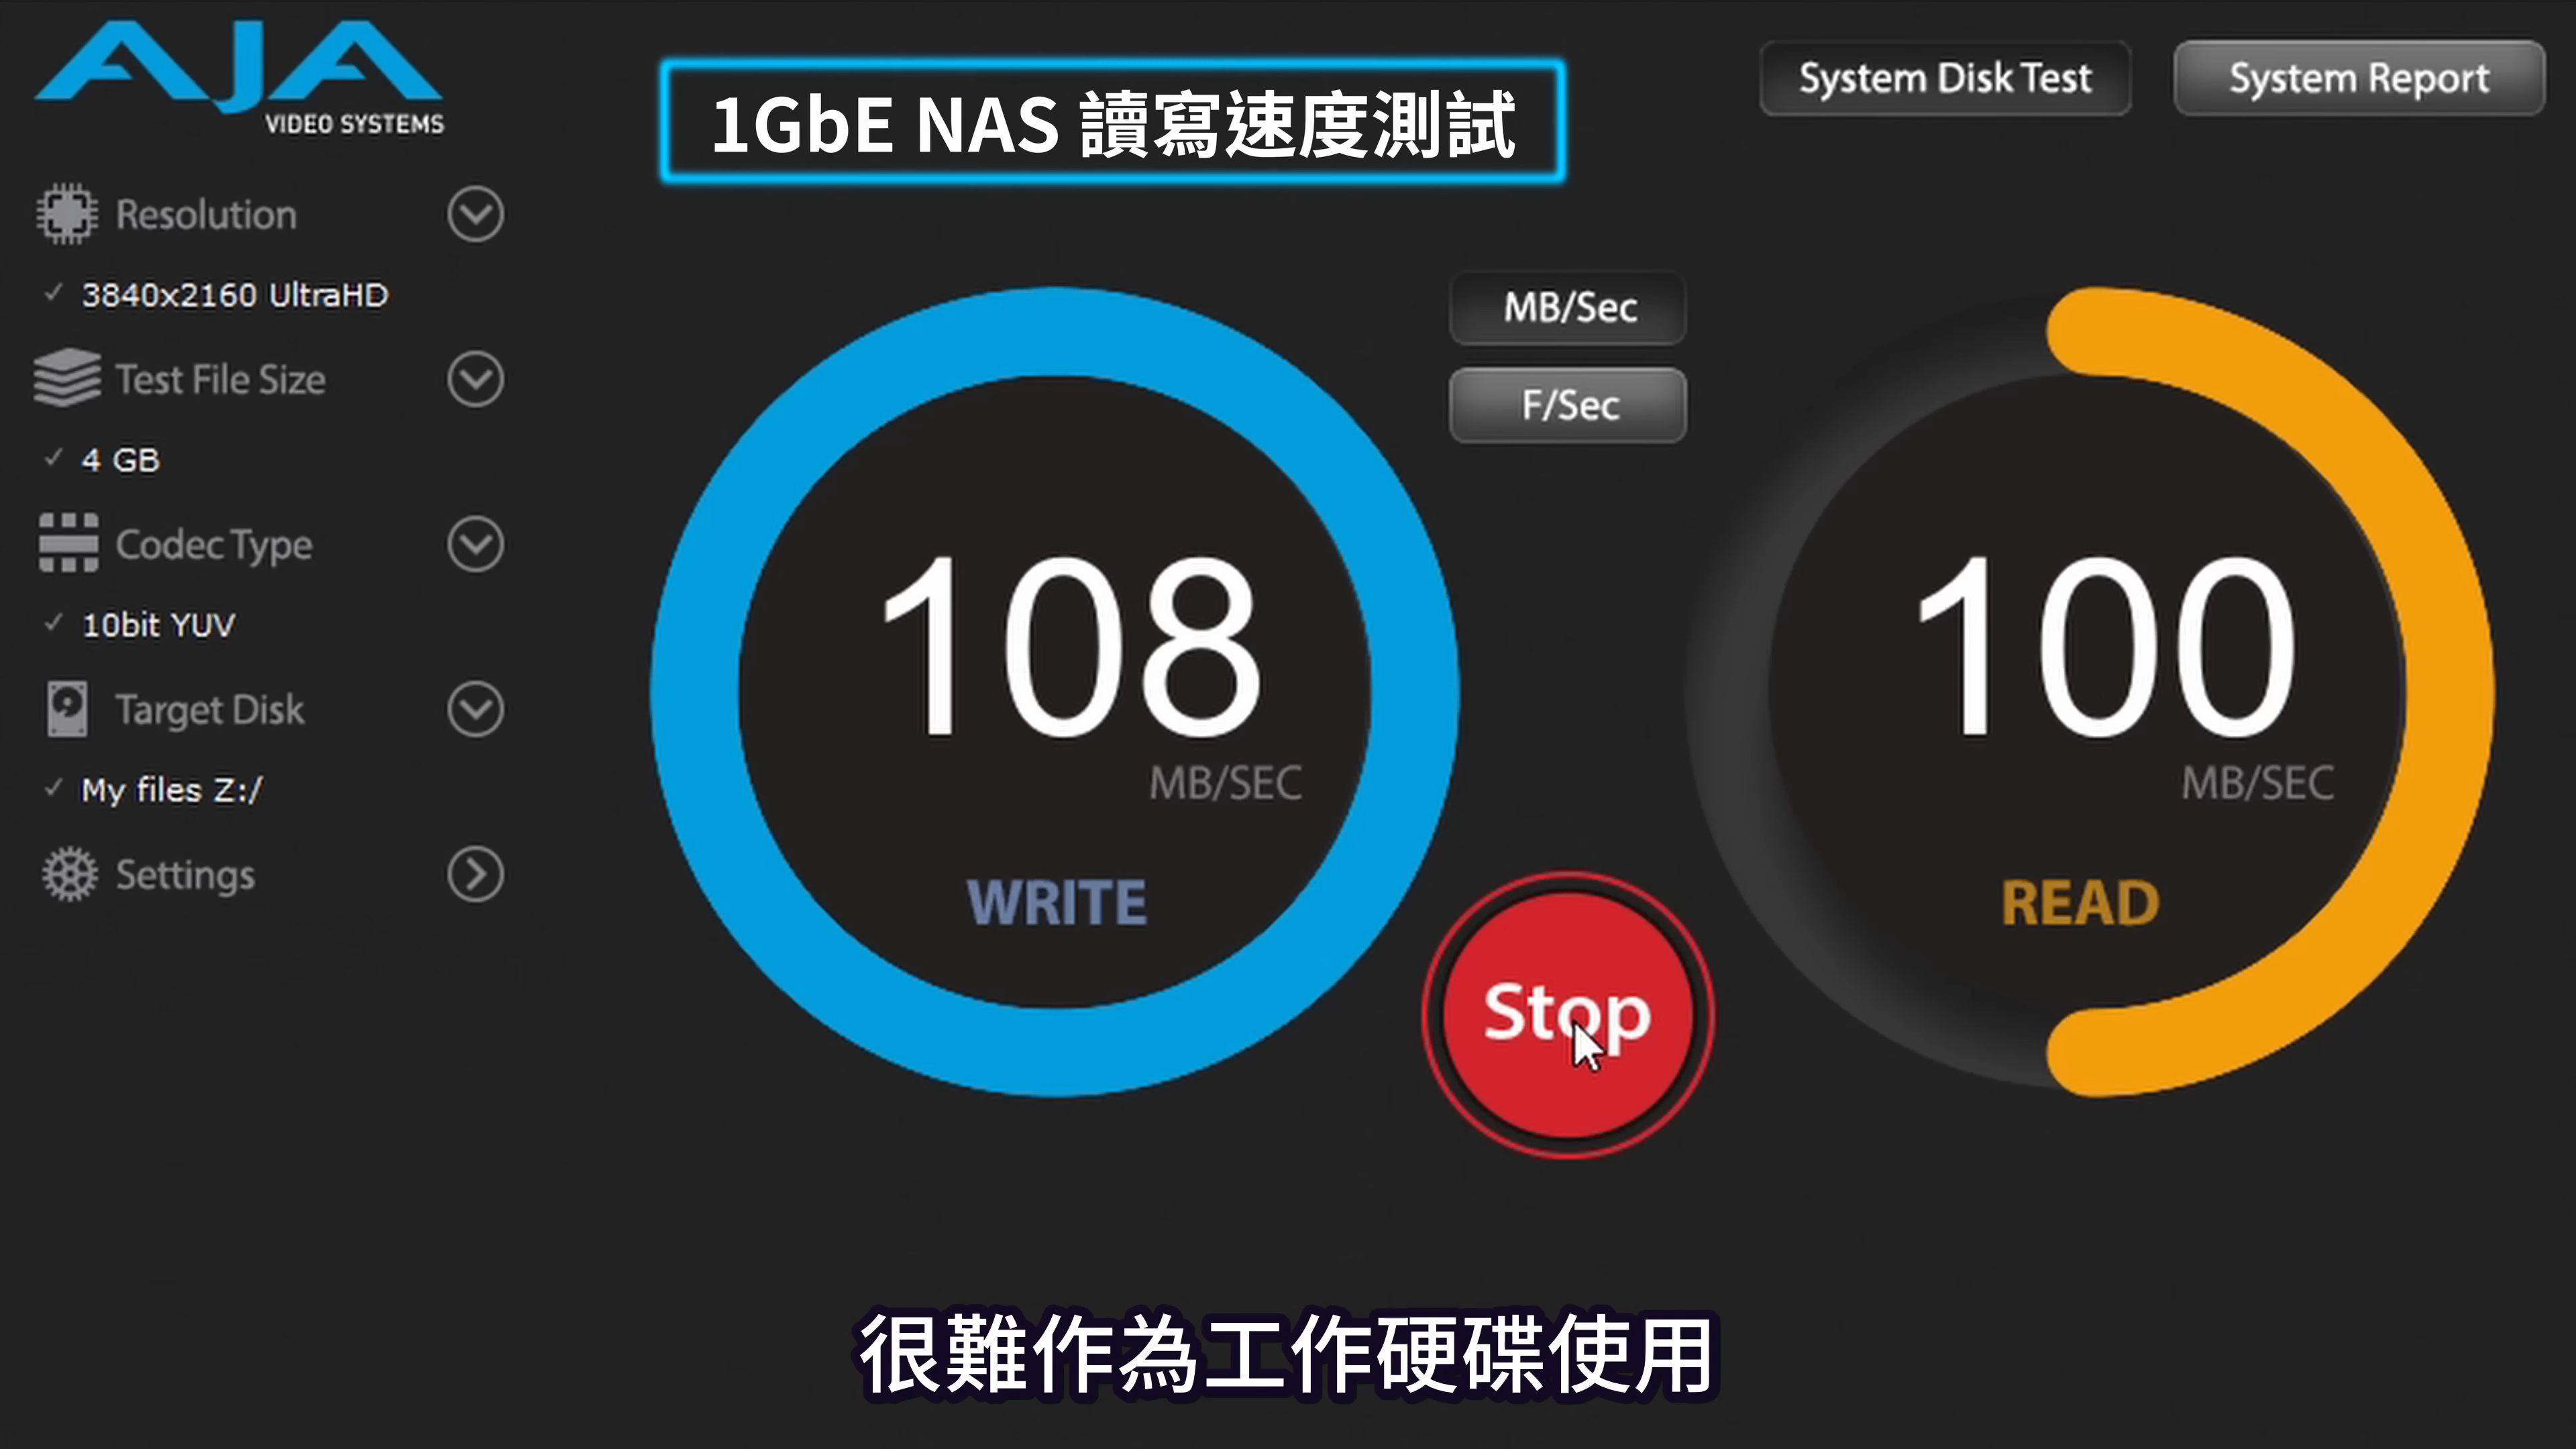 AJA
VIDEO SYSTEMS
1GbE NAS 讀寫速度測試
System Disk Test
System Report
Resolution
3840x2160 UltraHD
Test File Size
4 GB
Codec Type
10bit YUV
Target Disk
My files Z:/
Settings
MB/Sec
F/Sec
108
MB/SEC
WRITE
100
MB/SEC
READ
Stop
很難作為工作硬碟使用